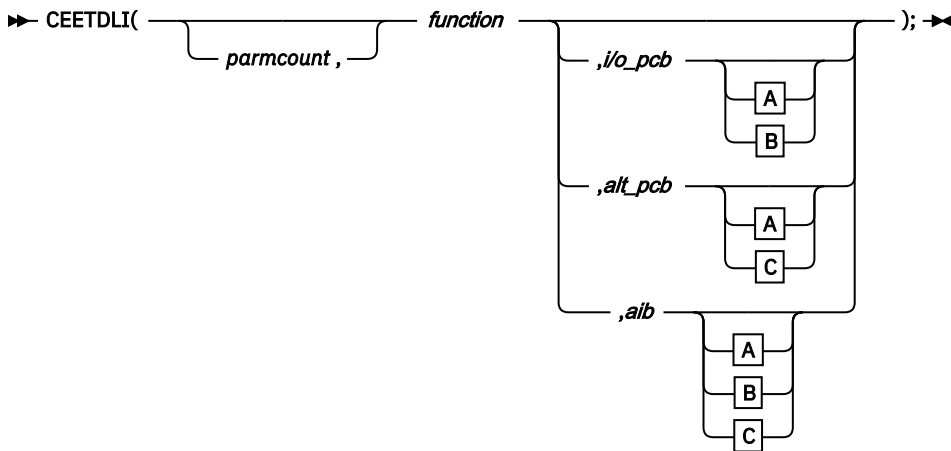 CEETDLI( function );
parmcount ,
,i/o_pcb
A
B
,alt_pcb
A
C
,aib
A
B
C